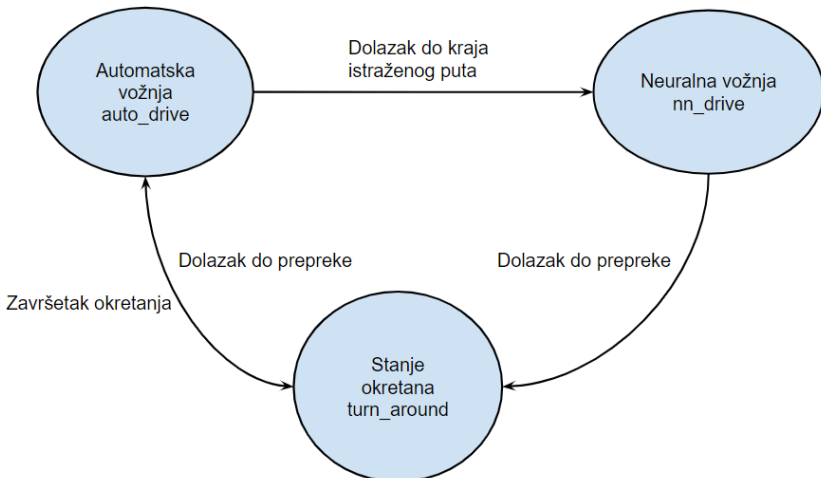 Automatska
vožnja
auto_drive
Dolazak do kraja
istraženog puta
Neuralna vožnja
nn_drive
Dolazak do prepreke
Dolazak do prepreke
Završetak okretanja
Stanje
okretana
turn_around